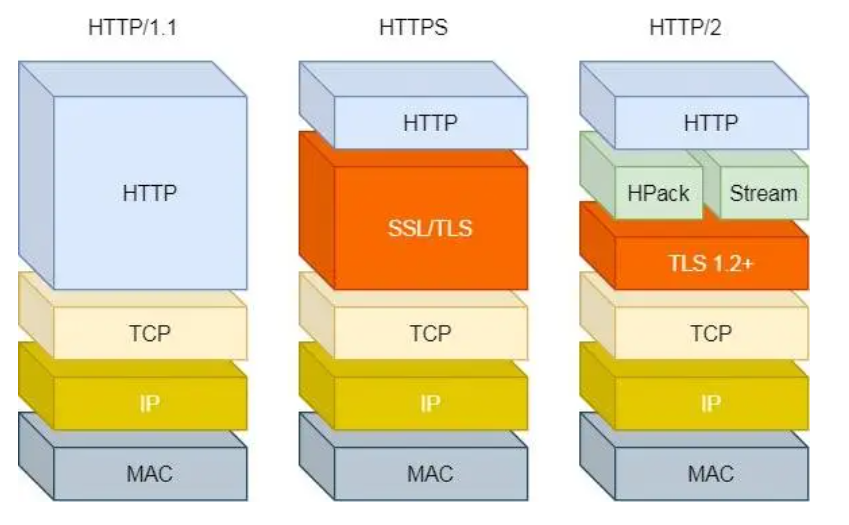 HTTP/1.1
HTTPS
HTTP/2
HTTP
TCP
IP
MAC
HTTP
SSL/TLS
TCP
IP
MAC
HTTP
HPack
Stream
TLS 1.2+
TCP
IP
MAC